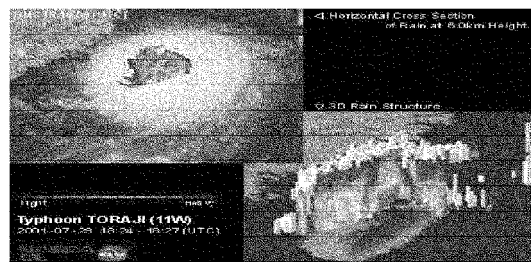 ◁ Horizontal Cross Section
of Rain at 6.0km Height.
▽ 3D Rain Structure
Light
Typhoon TORAJI (11W)
2001-07-28 18:24 - 18:27 (UTC)